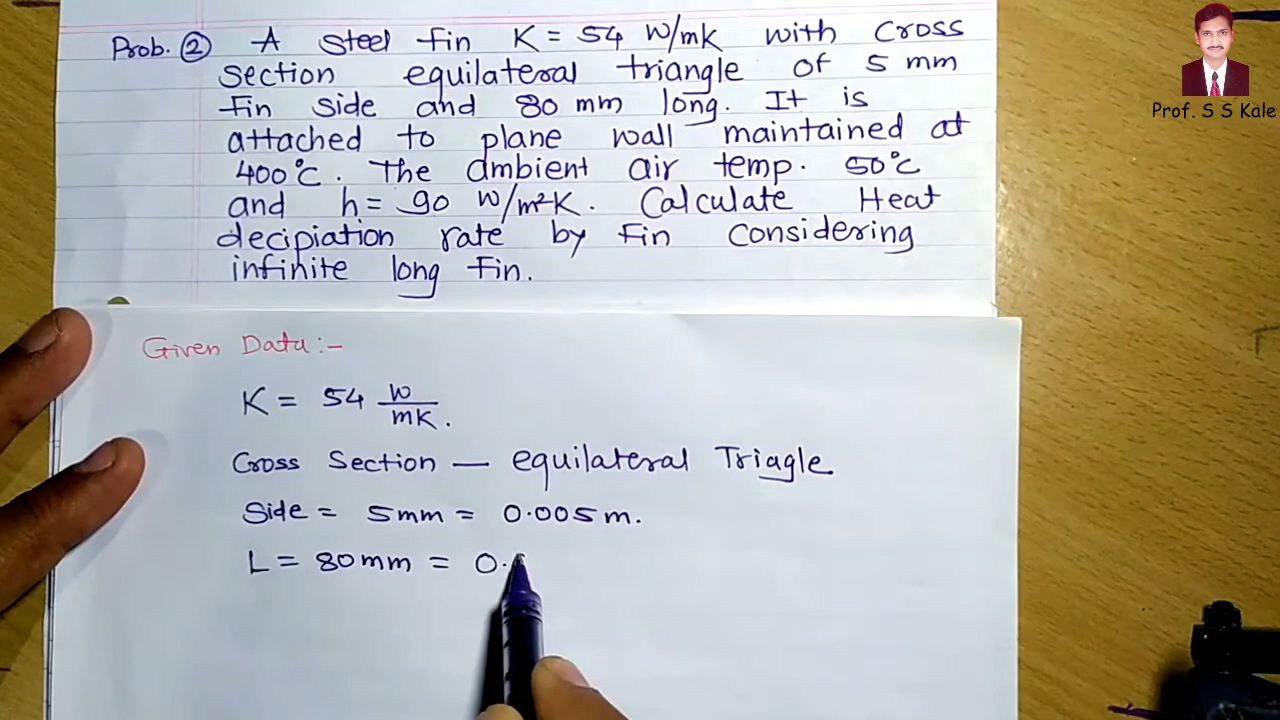 Prob. ② A steel fin K = 54 W/mk with cross
section equilateral triangle of 5 mm
fin side and 80 mm long. It is
attached to plane wall maintained at
400°C. The ambient air temp. 50°C
and h = 90 W/m²K. Calculate Heat
decipiation rate by Fin considering
infinite long Fin.
Prof. S S Kale
Given Data:-
K = 54 W/mK.
Cross Section — equilateral Triagle
Side = 5mm = 0.005 m.
L = 80mm = 0.